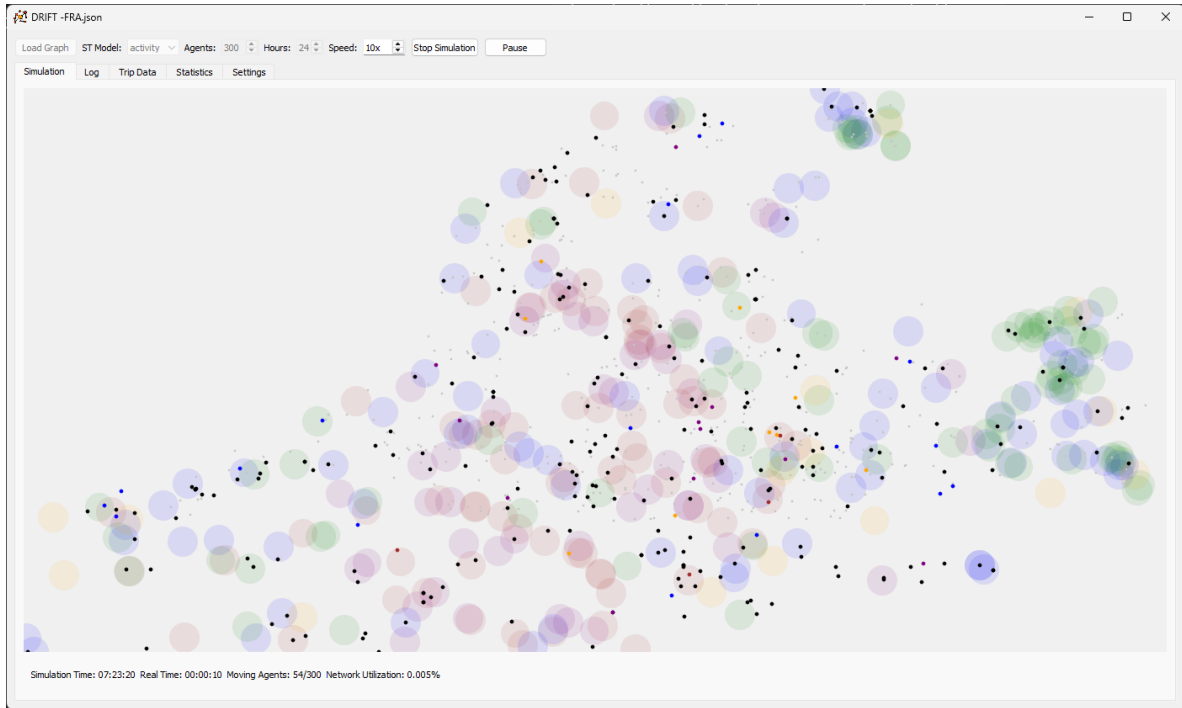 DRIFT -FRA.json
Load Graph ST Model: activity Agents: 300 Hours: 24 Speed: 10x Stop Simulation Pause
Simulation Log Trip Data Statistics Settings
Simulation Time: 07:23:20 Real Time: 00:00:10 Moving Agents: 54/300 Network Utilization: 0.005%